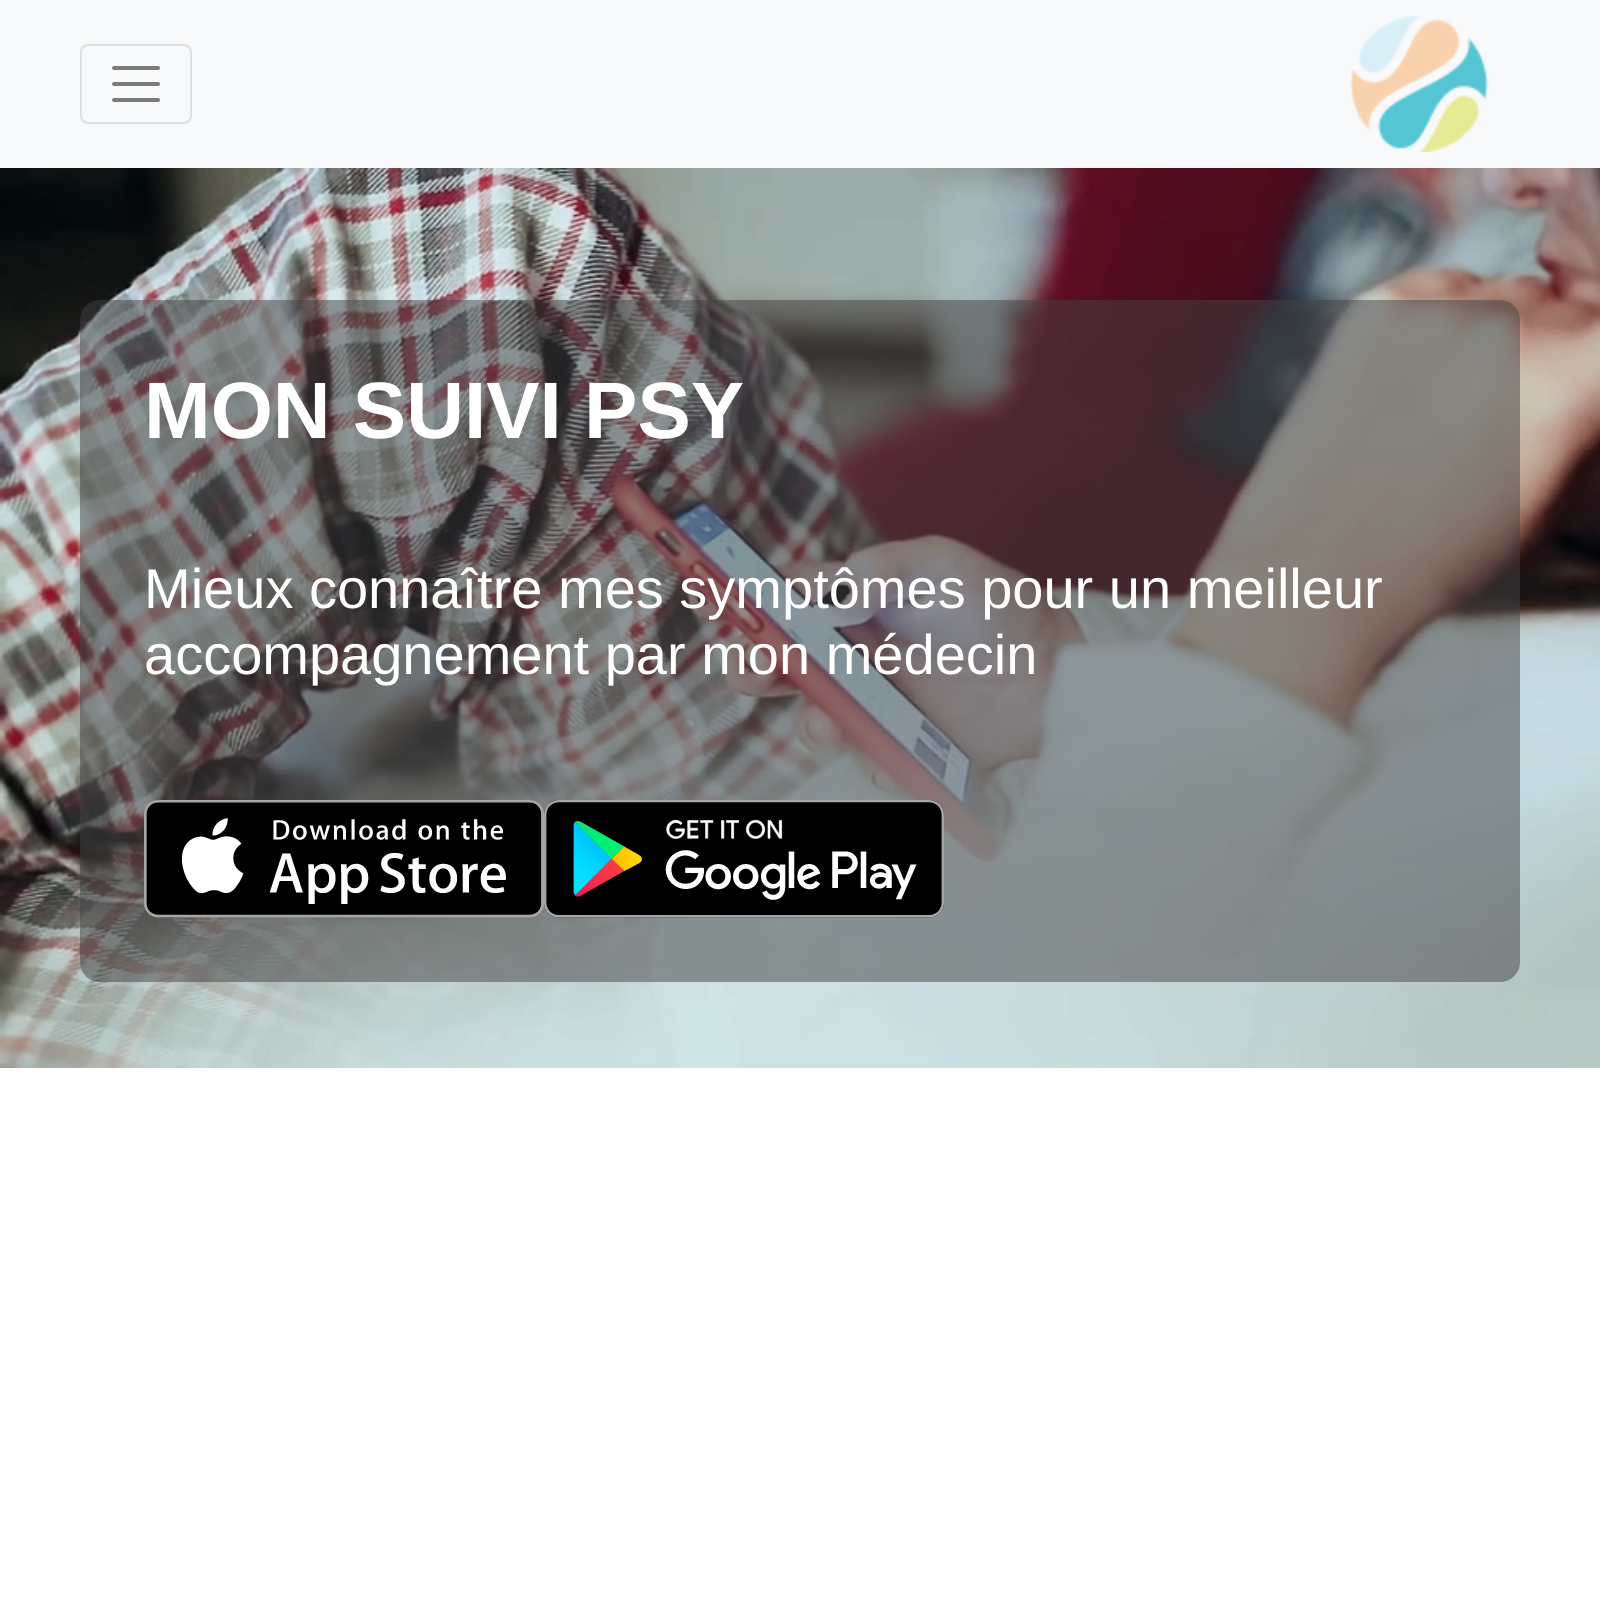 MON SUIVI PSY
Mieux connaître mes symptômes pour un meilleur
accompagnement par mon médecin
Download on the
App Store
GET IT ON
Google Play